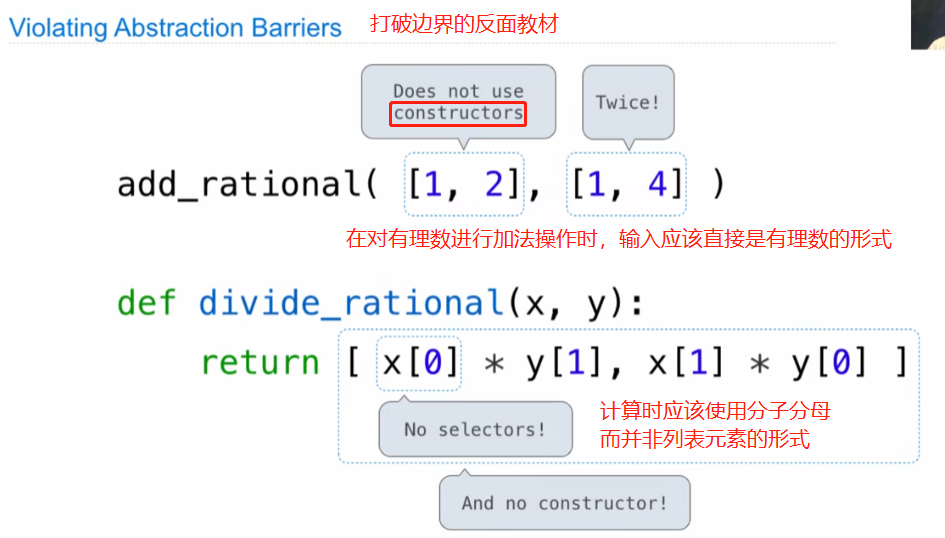 Violating Abstraction Barriers 打破边界的反面教材
Does not use
constructors
Twice!
add_rational( [1, 2], [1, 4] )
在对有理数进行加法操作时，输入应该直接是有理数的形式
def divide_rational(x, y):
return [ x[0] * y[1], x[1] * y[0] ]
No selectors!
计算时应该使用分子分母
而并非列表元素的形式
And no constructor!